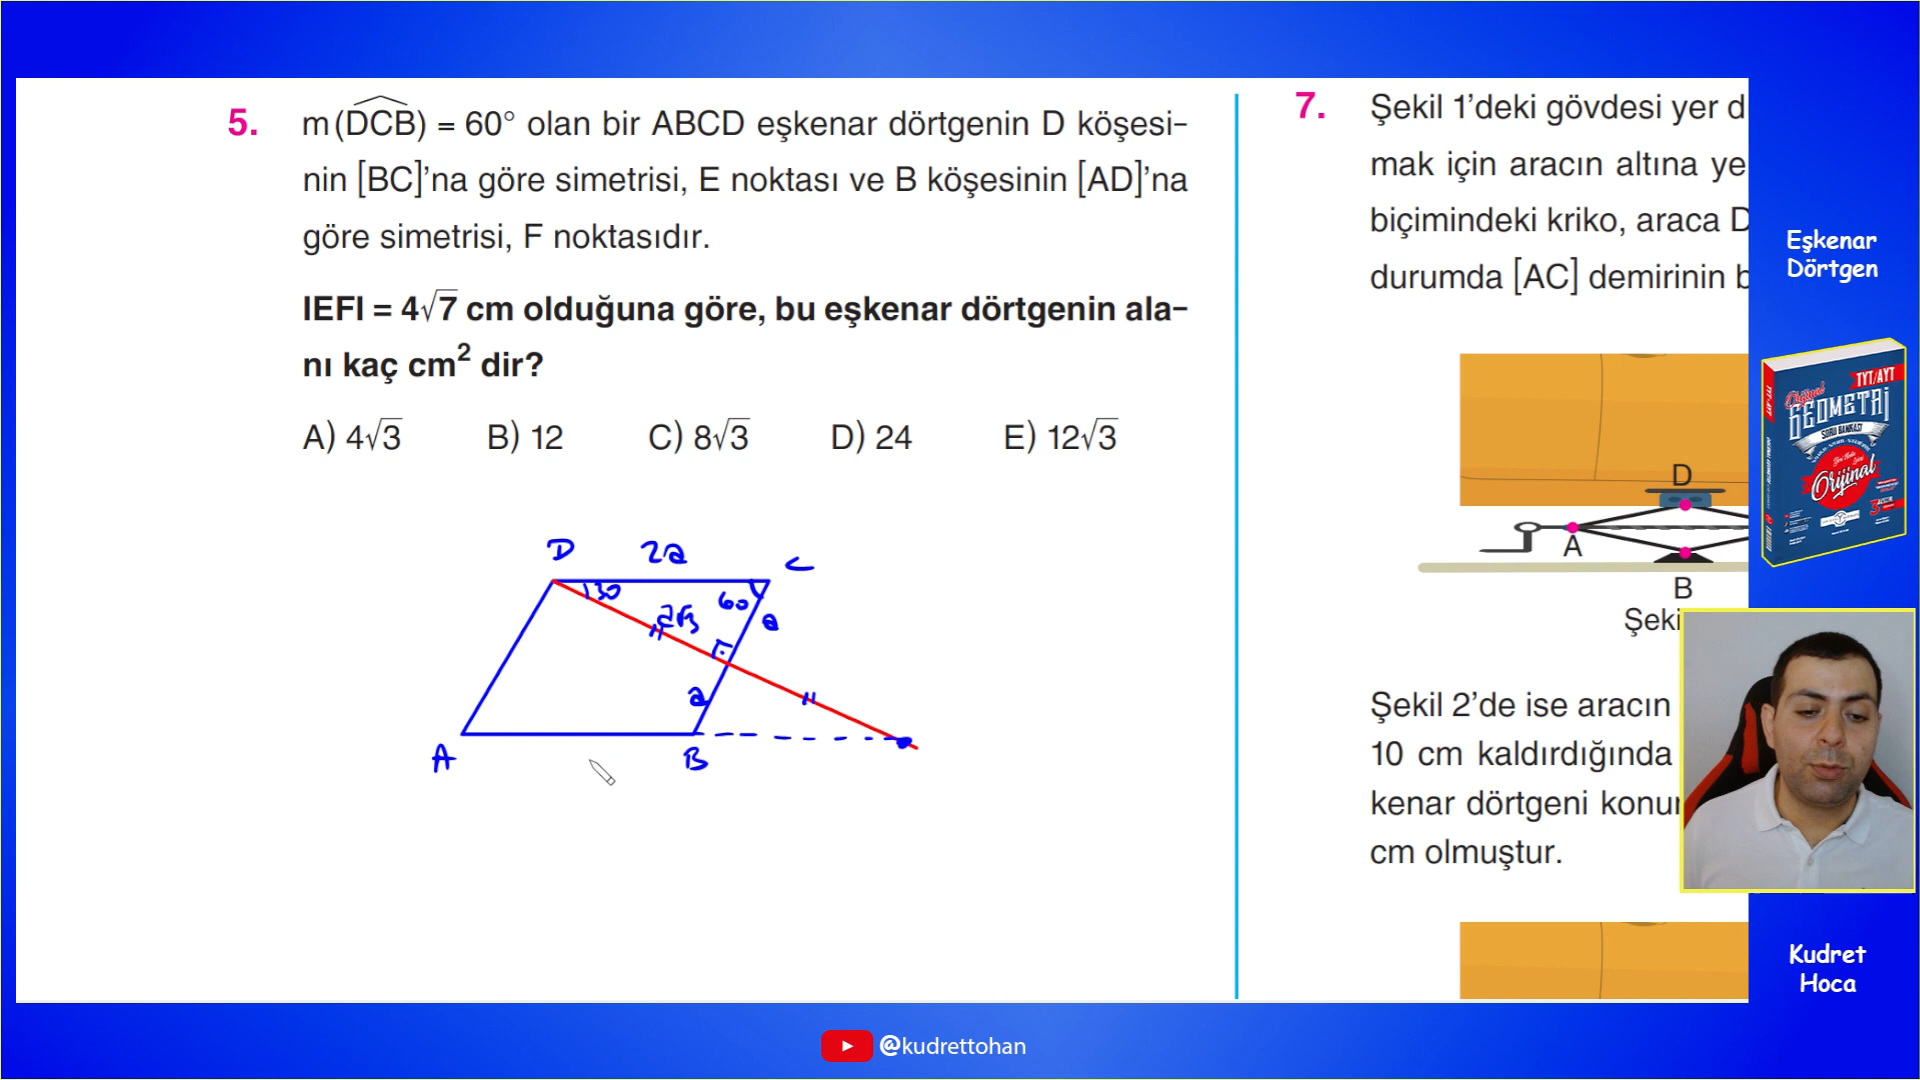 5. m(DCB) = 60° olan bir ABCD eşkenar dörtgenin D köşesi-
nin [BC]'na göre simetrisi, E noktası ve B köşesinin [AD]'na
göre simetrisi, F noktasıdır.
IEFI = 4√7 cm olduğuna göre, bu eşkenar dörtgenin ala-
nı kaç cm² dir?
A) 4√3 B) 12 C) 8√3 D) 24 E) 12√3
D 2a C
30 60
a√3 a
a
A B
7. Şekil 1'deki gövdesi yer d
mak için aracın altına ye
biçimindeki kriko, araca D
durumda [AC] demirinin b
D
A
B
Şeki
Şekil 2'de ise aracın
10 cm kaldırdığında
kenar dörtgeni konu
cm olmuştur.
Eşkenar
Dörtgen
TYT/AYT
Orijinal
GEOMETRİ
SORU BANKASI
Orijinal
Kudret
Hoca
@kudrettohan